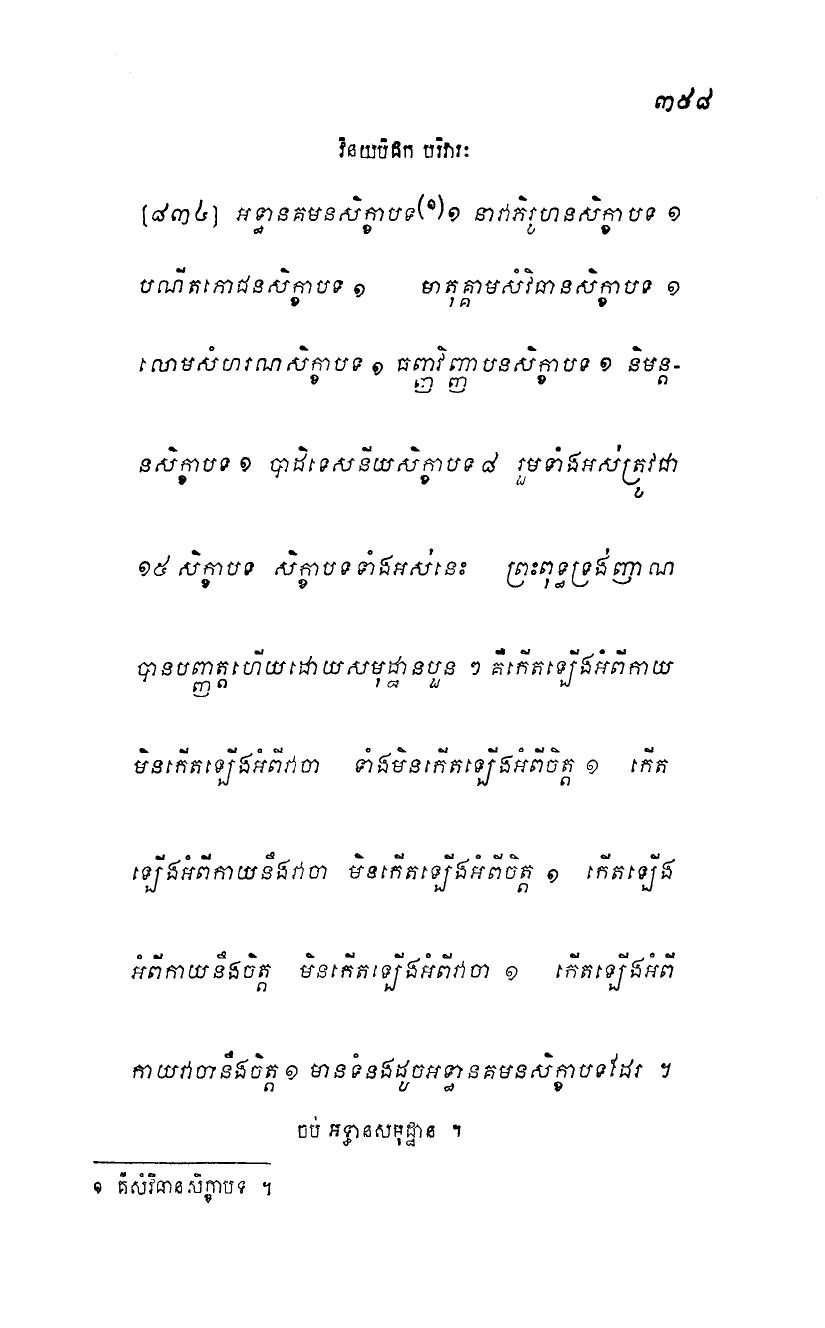 ៣៩៨
វិនយបិដក បរិវារៈ
[៨៣៤] អទ្ធានគមនសិក្ខាបទ(១)១ នាវាភិរូហនសិក្ខាបទ ១
បណីតភោជនសិក្ខាបទ ១ មាតុគ្គាមសំវិធានសិក្ខាបទ ១
លោមសំហរណសិក្ខាបទ ១ ធញ្ញវិញ្ញាបនសិក្ខាបទ ១ និមន្ត-
នសិក្ខាបទ ១ បាដិទេសនីយសិក្ខាបទ ៨ រួមទាំងអស់ត្រូវជា
១៥ សិក្ខាបទ សិក្ខាបទទាំងអស់នេះ ព្រះពុទ្ធទ្រង់ញាណ
បានបញ្ញត្តហើយដោយសមុដ្ឋានបួន ៗ គឺកើតឡើងអំពីកាយ
មិនកើតឡើងអំពីវាចា ទាំងមិនកើតឡើងអំពីចិត្ត ១ កើត
ឡើងអំពីកាយនឹងវាចា មិនកើតឡើងអំពីចិត្ត ១ កើតឡើង
អំពីកាយនឹងចិត្ត មិនកើតឡើងអំពីវាចា ១ កើតឡើងអំពី
កាយវាចានឹងចិត្ត ១ មានទំនងដូចអទ្ធានគមនសិក្ខាបទដែរ ។
ចប់ អទ្ធានសមុដ្ឋាន ។
១ គឺសំវិធានសិក្ខាបទ ។